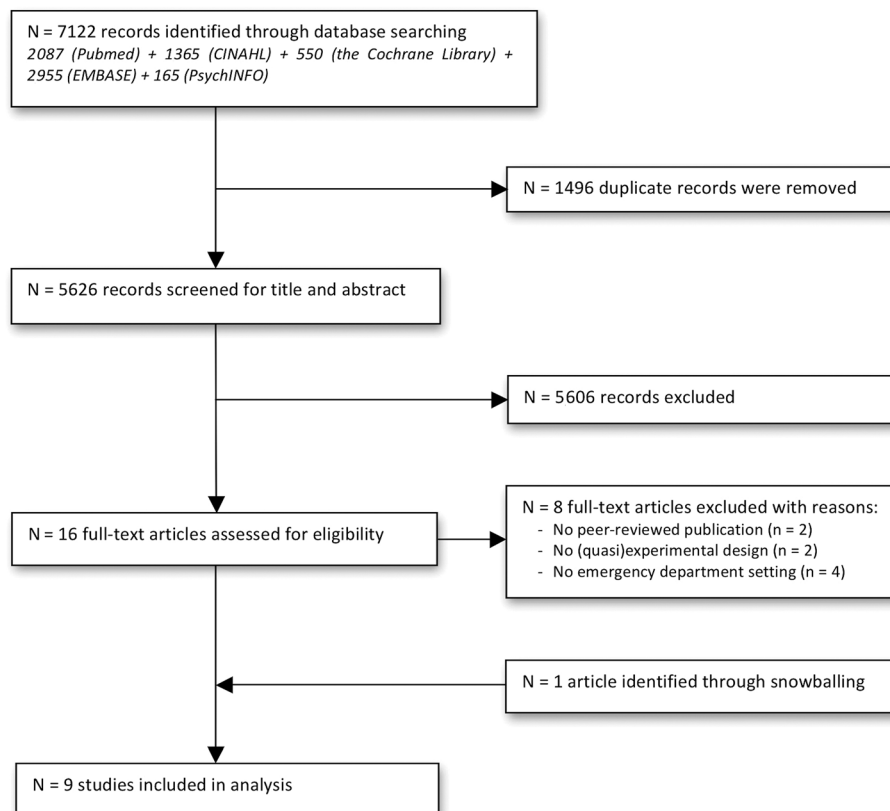 N = 7122 records identified through database searching
2087 (Pubmed) + 1365 (CINAHL) + 550 (the Cochrane Library) +
2955 (EMBASE) + 165 (PsychINFO)
N = 1496 duplicate records were removed
N = 5626 records screened for title and abstract
N = 5606 records excluded
N = 16 full-text articles assessed for eligibility
N = 8 full-text articles excluded with reasons:
- No peer-reviewed publication (n = 2)
- No (quasi)experimental design (n = 2)
- No emergency department setting (n = 4)
N = 1 article identified through snowballing
N = 9 studies included in analysis